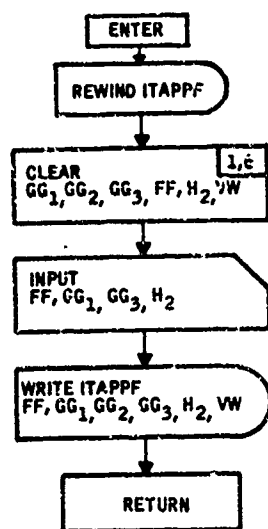 ENTER
REWIND ITAPPF
1,é
CLEAR
GG1, GG2, GG3, FF, H2, VW
INPUT
FF, GG1, GG3, H2
WRITE ITAPPF
FF, GG1, GG2, GG3, H2, VW
RETURN